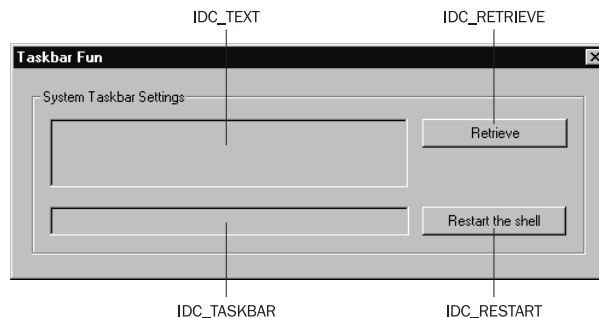 IDC_TEXT IDC_RETRIEVE
Taskbar Fun
System Taskbar Settings
Retrieve
Restart the shell
IDC_TASKBAR IDC_RESTART